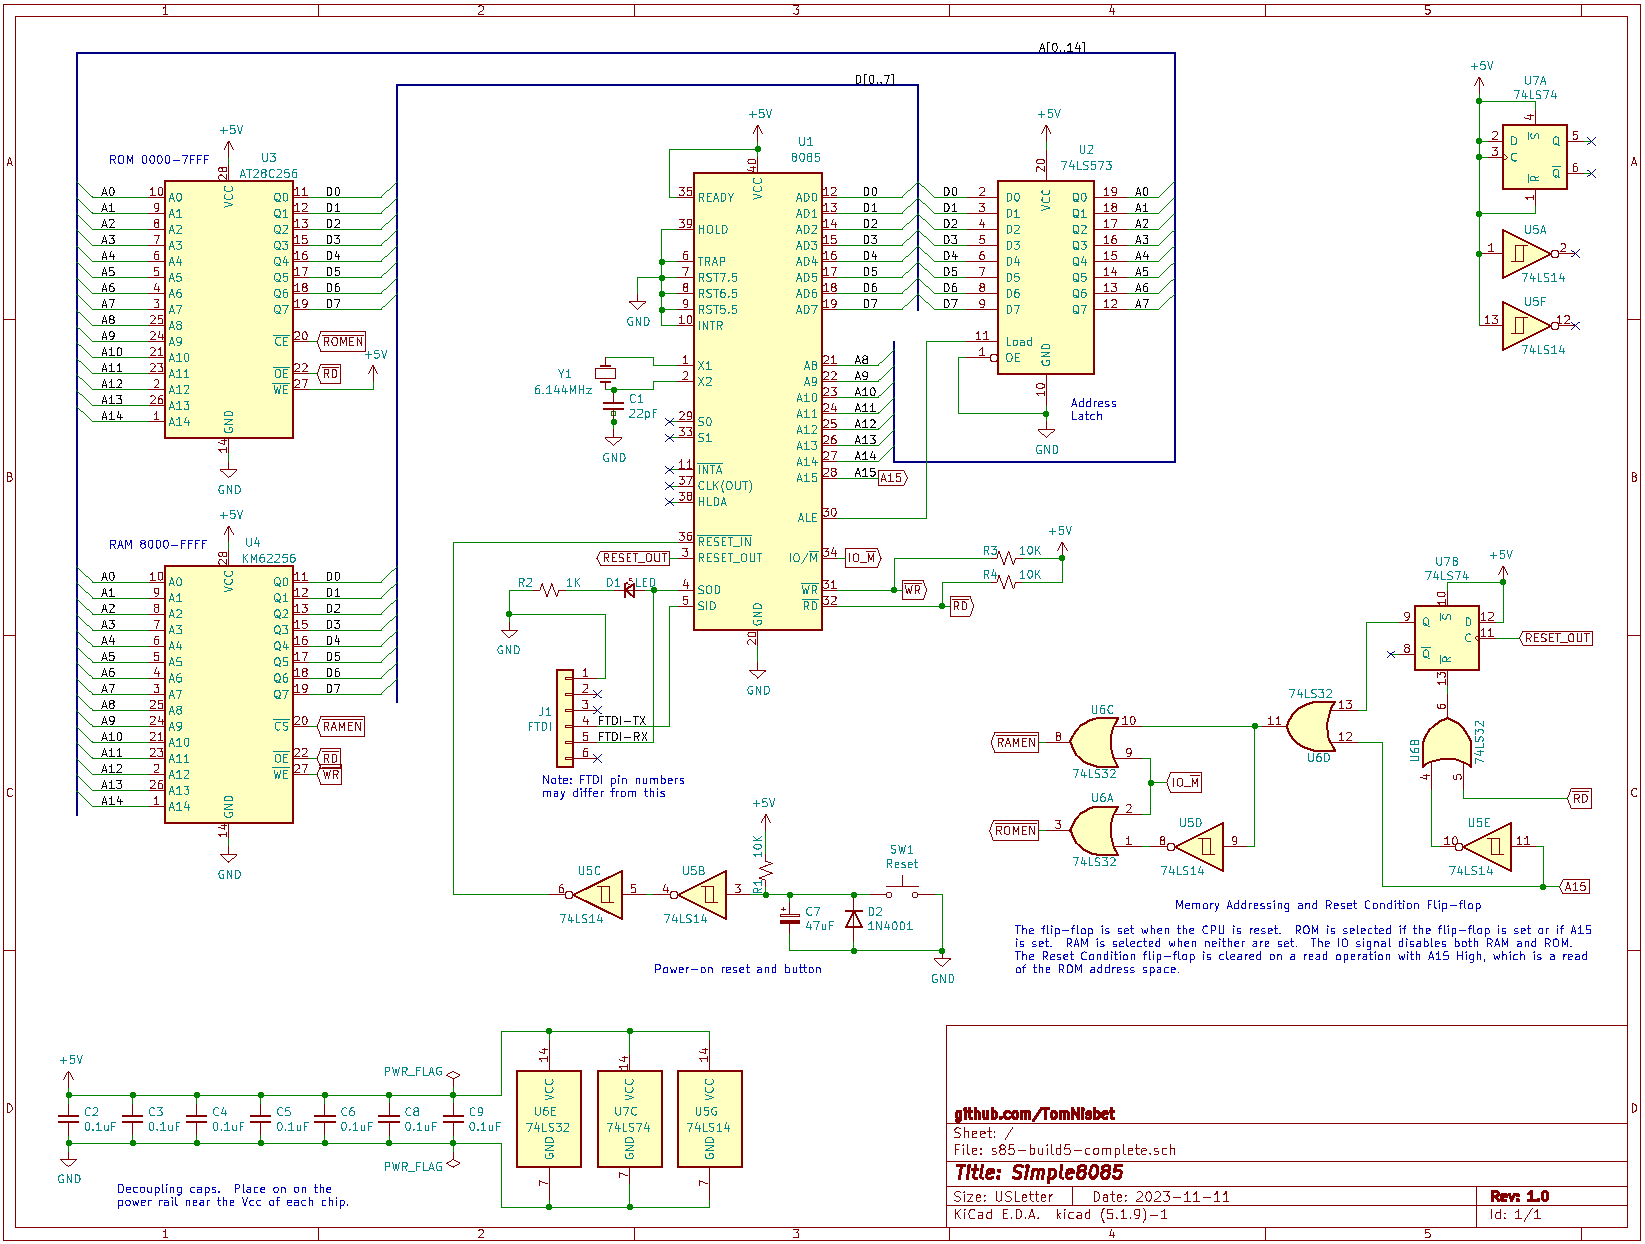 1 2 3 4 5
A B C D
A[0..14]
D[0..7]
ROM 0000-7FFF
+5V
U3
AT28C256
28 VCC
A0 10 A0 Q0 11 D0
A1 9 A1 Q1 12 D1
A2 8 A2 Q2 13 D2
A3 7 A3 Q3 15 D3
A4 6 A4 Q4 16 D4
A5 5 A5 Q5 17 D5
A6 4 A6 Q6 18 D6
A7 3 A7 Q7 19 D7
A8 25 A8
A9 24 A9 CE 20 ROMEN
A10 21 A10
A11 23 A11 OE 22 RD
A12 2 A12 WE 27 +5V
A13 26 A13
A14 1 A14
GND 14
GND
RAM 8000-FFFF
+5V
U4
KM62256
28 VCC
A0 10 A0 Q0 11 D0
A1 9 A1 Q1 12 D1
A2 8 A2 Q2 13 D2
A3 7 A3 Q3 15 D3
A4 6 A4 Q4 16 D4
A5 5 A5 Q5 17 D5
A6 4 A6 Q6 18 D6
A7 3 A7 Q7 19 D7
A8 25 A8
A9 24 A9 CS 20 RAMEN
A10 21 A10
A11 23 A11 OE 22 RD
A12 2 A12 WE 27 WR
A13 26 A13
A14 1 A14
GND 14
GND
+5V
U1
8085
VCC 40
35 READY AD0 12 D0
AD1 13 D1
39 HOLD AD2 14 D2
AD3 15 D3
6 TRAP AD4 16 D4
7 RST7.5 AD5 17 D5
8 RST6.5 AD6 18 D6
9 RST5.5 AD7 19 D7
10 INTR
GND
1 X1 A8 21 A8
2 X2 A9 22 A9
A10 23 A10
A11 24 A11
29 S0 A12 25 A12
33 S1 A13 26 A13
A14 27 A14
11 INTA A15 28 A15 A15
37 CLK(OUT)
38 HLDA
ALE 30
36 RESET_IN
RESET_OUT 3 RESET_OUT IO/M 34 IO_M
4 SOD WR 31 WR
5 SID RD 32 RD
GND 20
GND
Y1
6.144MHz
C1
22pF
GND
R2 1K D1 LED
GND
R3 10K +5V
R4 10K
J1
FTDI
1
2
3
4 FTDI-TX
5 FTDI-RX
6
Note: FTDI pin numbers
may differ from this
+5V
U2
74LS573
20 VCC
D0 2 D0 Q0 19 A0
D1 3 D1 Q1 18 A1
D2 4 D2 Q2 17 A2
D3 5 D3 Q3 16 A3
D4 6 D4 Q4 15 A4
D5 7 D5 Q5 14 A5
D6 8 D6 Q6 13 A6
D7 9 D7 Q7 12 A7
11 Load
1 OE
GND 10
GND
Address
Latch
+5V
U7A
74LS74
4 S
2 D Q 5
3 C
Q 6
R 1
U5A
1 2
74LS14
U5F
13 12
74LS14
U7B
74LS74
+5V
10 S
9 Q D 12
C 11 RESET_OUT
8 Q
R 13
6
U6B 74LS32
4 5
RD
U5E
10 11
74LS14
A15
74LS32
13
11
12
U6D
U6C
10
RAMEN 8
9
74LS32
IO_M
U6A
2
ROMEN 3
1
74LS32
U5D
8 9
74LS14
Memory Addressing and Reset Condition Flip-flop
The flip-flop is set when the CPU is reset. ROM is selected if the flip-flop is set or if A15
is set. RAM is selected when neither are set. The IO signal disables both RAM and ROM.
The Reset Condition flip-flop is cleared on a read operation with A15 High, which is a read
of the ROM address space.
+5V
R1 10K
U5C
6 5
74LS14
U5B
4 3
74LS14
SW1
Reset
C7
47uF
D2
1N4001
GND
Power-on reset and button
+5V
C2
0.1uF
C3
0.1uF
C4
0.1uF
C5
0.1uF
C6
0.1uF
C8
0.1uF
C9
0.1uF
PWR_FLAG
PWR_FLAG
GND
Decoupling caps. Place on on the
power rail near the Vcc of each chip.
14 VCC
U6E
74LS32
GND 7
14 VCC
U7C
74LS74
GND 7
14 VCC
U5G
74LS14
GND 7
github.com/TomNisbet
Sheet: /
File: s85-build5-complete.sch
Title: Simple8085
Size: USLetter Date: 2023-11-11 Rev: 1.0
KiCad E.D.A. kicad (5.1.9)-1 Id: 1/1
A B C D
1 2 3 4 5